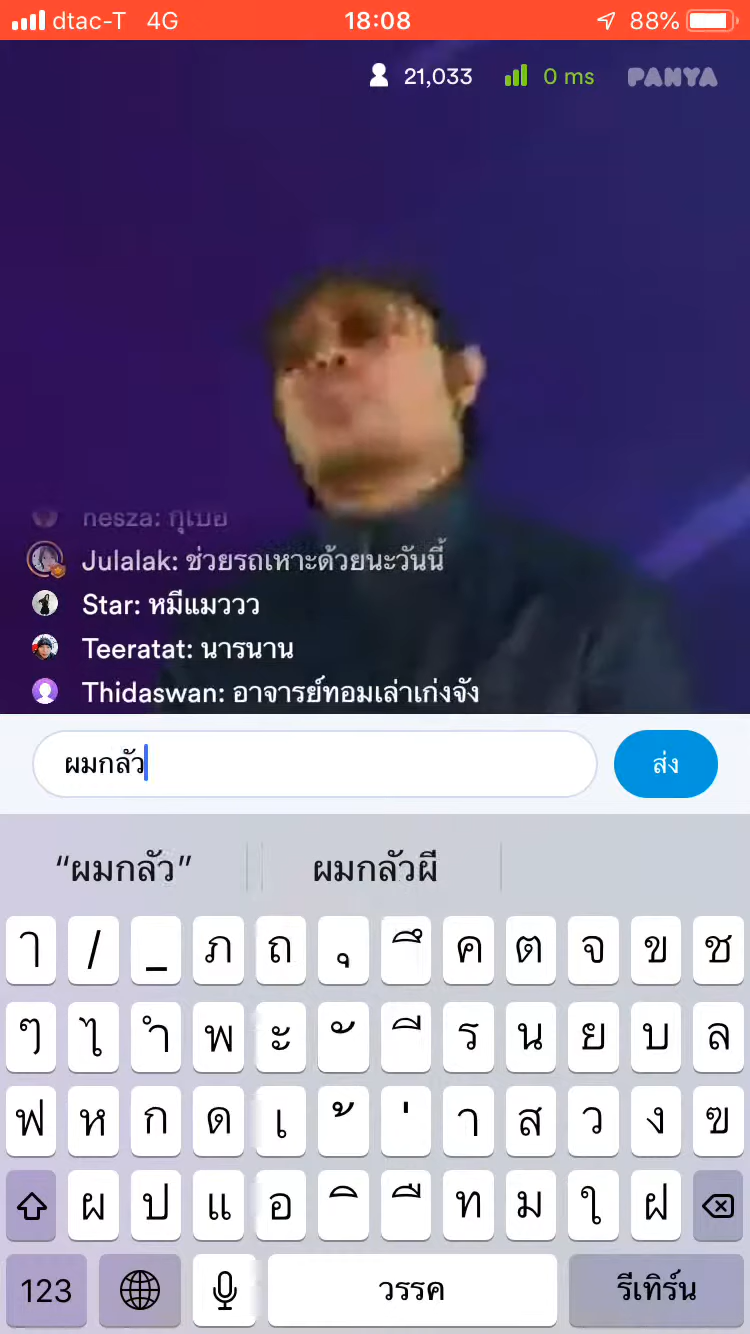 dtac-T 4G 18:08 88%
21,033 0 ms PANYA
nesza: กุเบื่อ
Julalak: ช่วยรถเหาะด้วยนะวันนี้
Star: หมีแมววว
Teeratat: นารนาน
Thidaswan: อาจารย์ทอมเล่าเก่งจัง
ผมกลัว ส่ง
“ผมกลัว” ผมกลัวผี
ๅ / _ ภ ถ ุ ึ ค ต จ ข ช
ๆ ไ ำ พ ะ ั ี ร น ย บ ล
ฟ ห ก ด เ ้ ่ า ส ว ง ฃ
ผ ป แ อ ิ ื ท ม ใ ฝ
123 วรรค รีเทิร์น